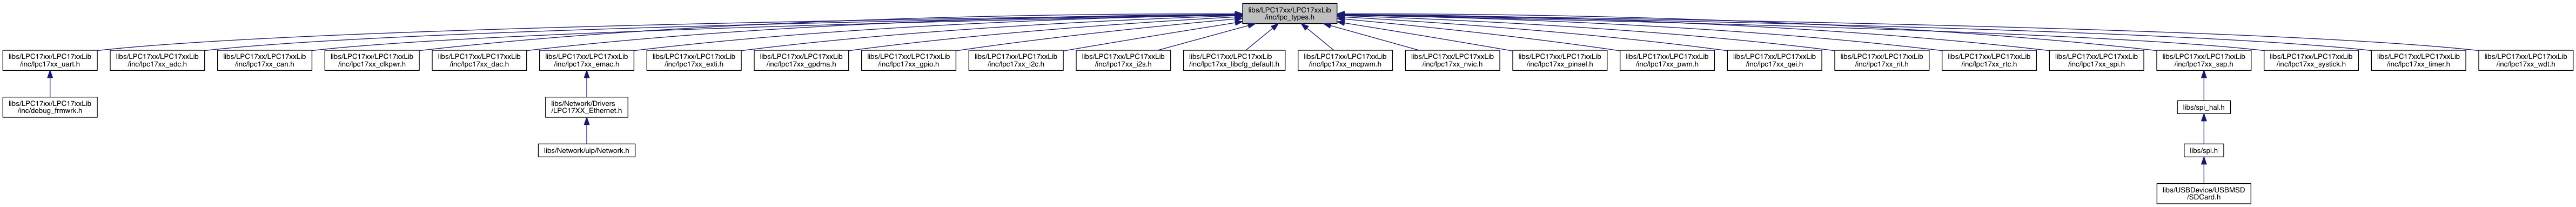 libs/LPC17xx/LPC17xxLib
/inc/lpc_types.h
libs/LPC17xx/LPC17xxLib
/inc/lpc17xx_uart.h
libs/LPC17xx/LPC17xxLib
/inc/lpc17xx_adc.h
libs/LPC17xx/LPC17xxLib
/inc/lpc17xx_can.h
libs/LPC17xx/LPC17xxLib
/inc/lpc17xx_clkpwr.h
libs/LPC17xx/LPC17xxLib
/inc/lpc17xx_dac.h
libs/LPC17xx/LPC17xxLib
/inc/lpc17xx_emac.h
libs/LPC17xx/LPC17xxLib
/inc/lpc17xx_exti.h
libs/LPC17xx/LPC17xxLib
/inc/lpc17xx_gpdma.h
libs/LPC17xx/LPC17xxLib
/inc/lpc17xx_gpio.h
libs/LPC17xx/LPC17xxLib
/inc/lpc17xx_i2c.h
libs/LPC17xx/LPC17xxLib
/inc/lpc17xx_i2s.h
libs/LPC17xx/LPC17xxLib
/inc/lpc17xx_libcfg_default.h
libs/LPC17xx/LPC17xxLib
/inc/lpc17xx_mcpwm.h
libs/LPC17xx/LPC17xxLib
/inc/lpc17xx_nvic.h
libs/LPC17xx/LPC17xxLib
/inc/lpc17xx_pinsel.h
libs/LPC17xx/LPC17xxLib
/inc/lpc17xx_pwm.h
libs/LPC17xx/LPC17xxLib
/inc/lpc17xx_qei.h
libs/LPC17xx/LPC17xxLib
/inc/lpc17xx_rit.h
libs/LPC17xx/LPC17xxLib
/inc/lpc17xx_rtc.h
libs/LPC17xx/LPC17xxLib
/inc/lpc17xx_spi.h
libs/LPC17xx/LPC17xxLib
/inc/lpc17xx_ssp.h
libs/LPC17xx/LPC17xxLib
/inc/lpc17xx_systick.h
libs/LPC17xx/LPC17xxLib
/inc/lpc17xx_timer.h
libs/LPC17xx/LPC17xxLib
/inc/lpc17xx_wdt.h
libs/LPC17xx/LPC17xxLib
/inc/debug_frmwrk.h
libs/Network/Drivers
/LPC17XX_Ethernet.h
libs/spi_hal.h
libs/Network/uip/Network.h
libs/spi.h
libs/USBDevice/USBMSD
/SDCard.h